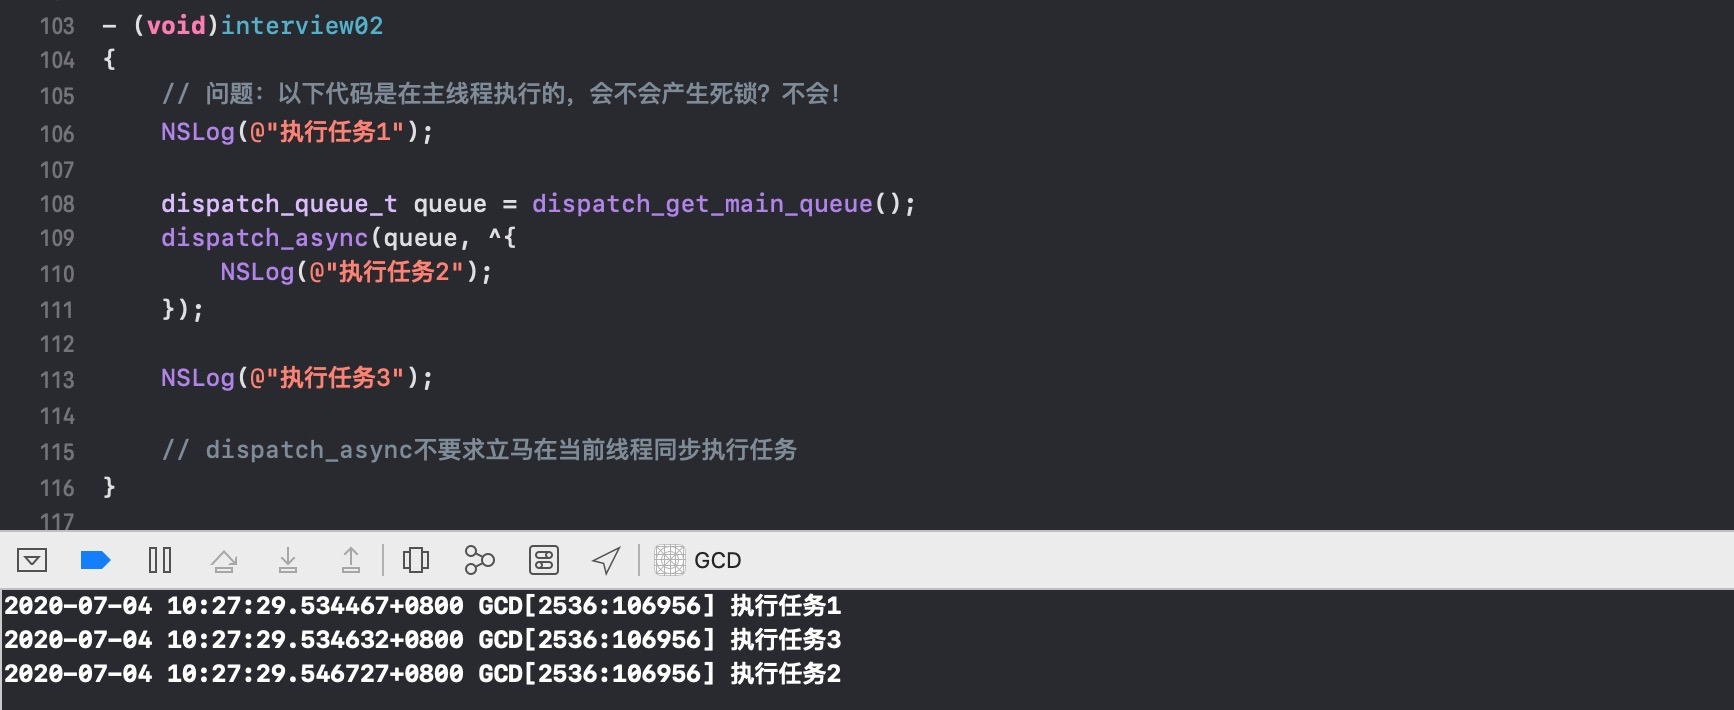 103 - (void)interview02
104 {
105 // 问题：以下代码是在主线程执行的，会不会产生死锁？不会！
106 NSLog(@"执行任务1");
107
108 dispatch_queue_t queue = dispatch_get_main_queue();
109 dispatch_async(queue, ^{
110 NSLog(@"执行任务2");
111 });
112
113 NSLog(@"执行任务3");
114
115 // dispatch_async不要求立马在当前线程同步执行任务
116 }
117
GCD
2020-07-04 10:27:29.534467+0800 GCD[2536:106956] 执行任务1
2020-07-04 10:27:29.534632+0800 GCD[2536:106956] 执行任务3
2020-07-04 10:27:29.546727+0800 GCD[2536:106956] 执行任务2